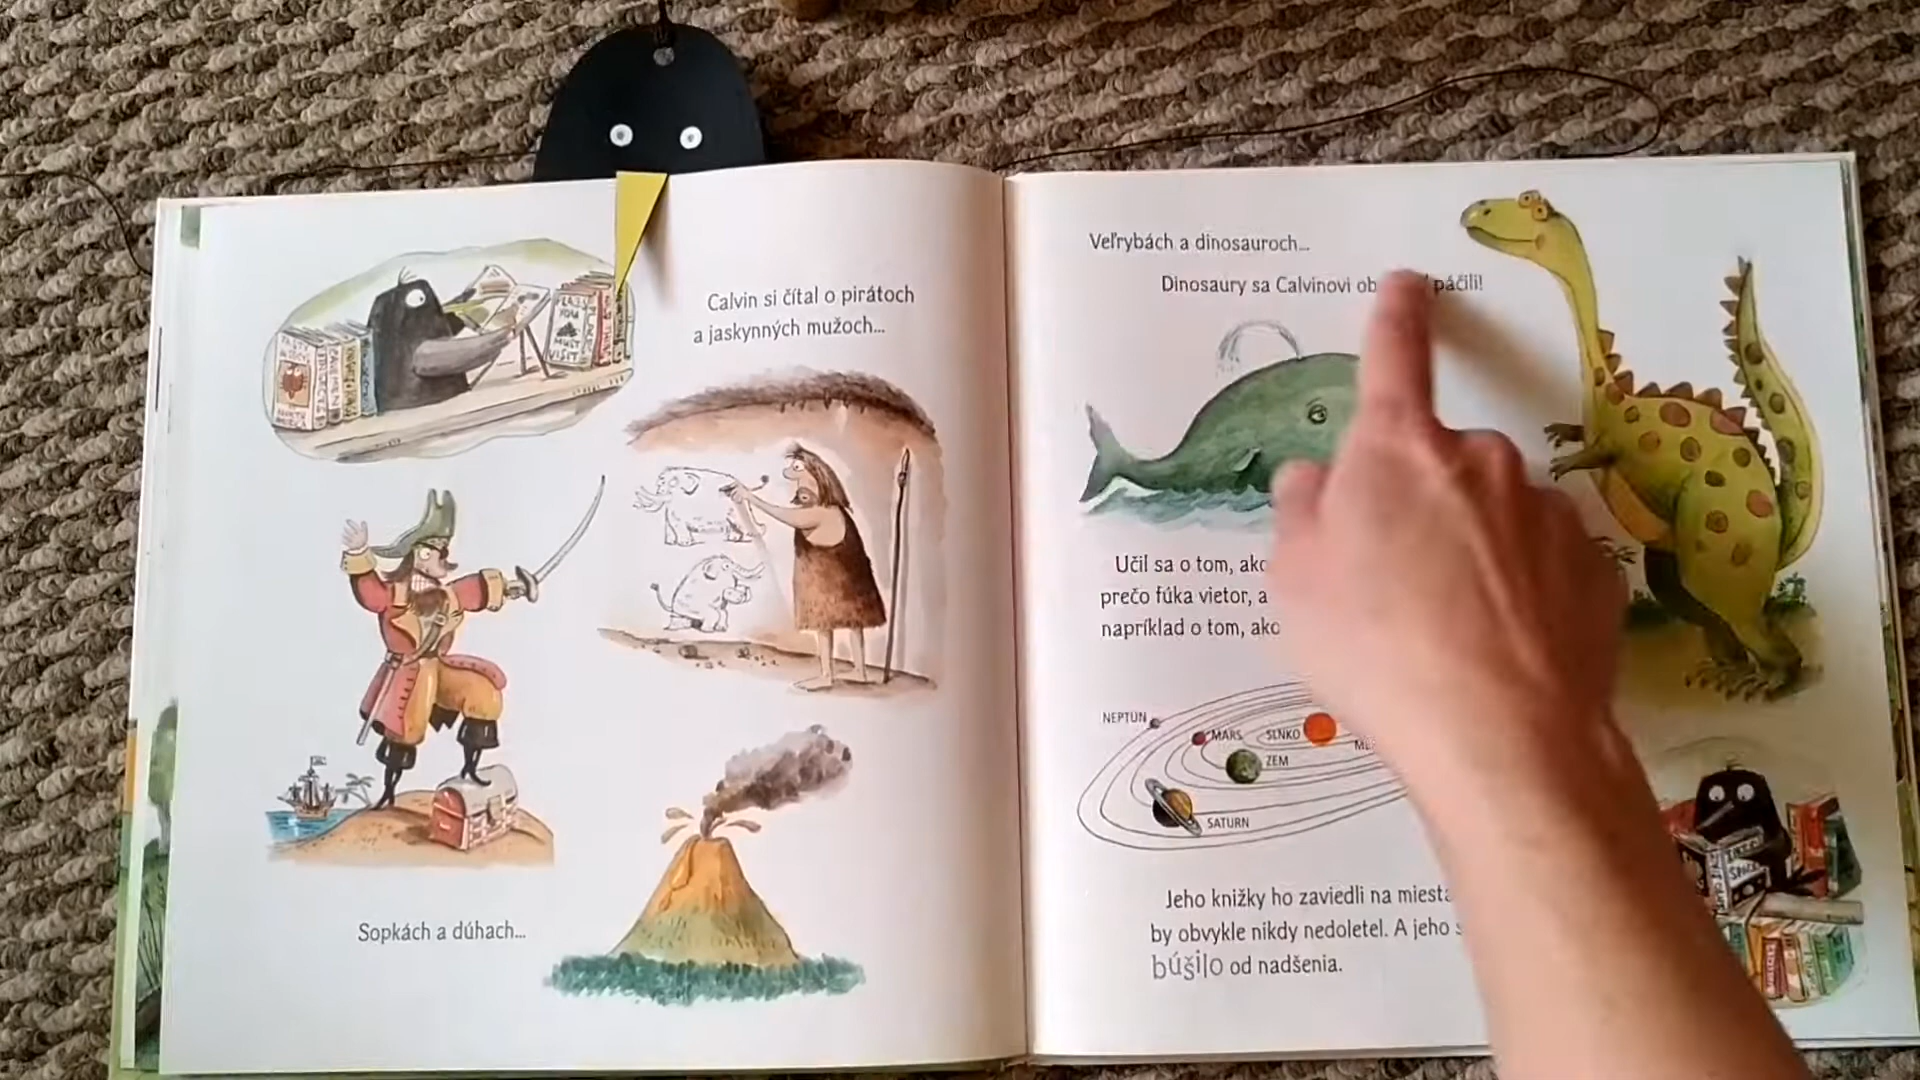 Calvin si čítal o pirátoch
a jaskynných mužoch...
Sopkách a dúhach...
Veľrybách a dinosauroch...
Dinosaury sa Calvinovi páčili!
Učil sa o tom, ako
prečo fúka vietor, a
napríklad o tom, ako
NEPTÚN
MARS
SLNKO
ZEM
SATURN
Jeho knižky ho zaviedli na miesta
by obvykle nikdy nedoletel. A jeho
búšilo od nadšenia.